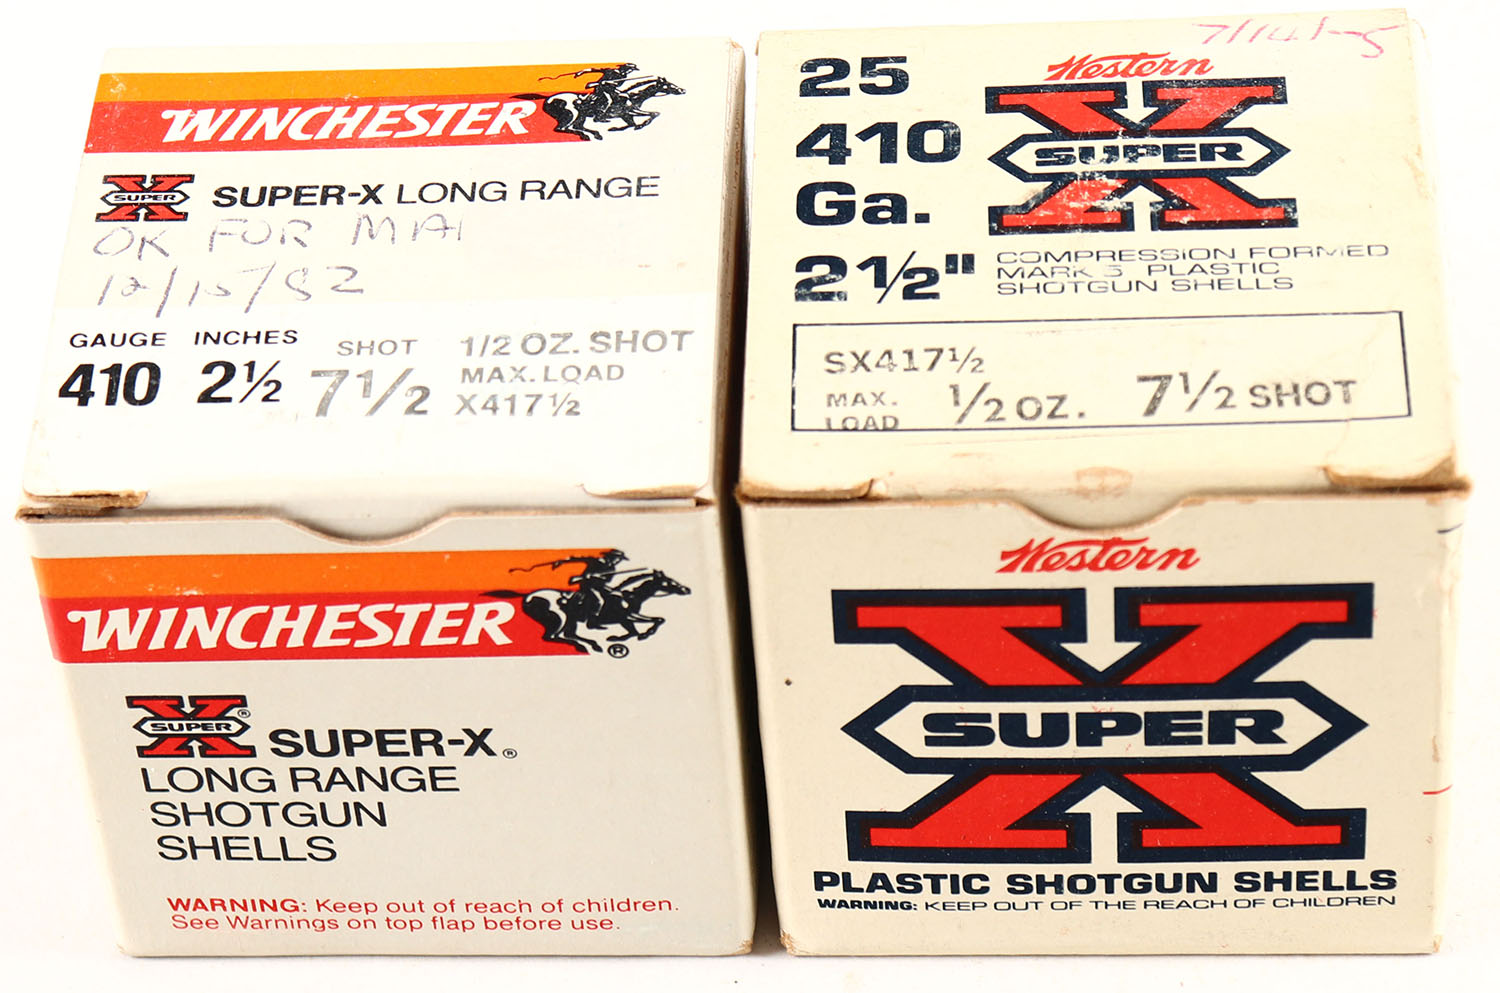 WINCHESTER
SUPER X SUPER-X LONG RANGE
OK FOR MAI
12/15/82
GAUGE INCHES SHOT 1/2 OZ. SHOT
410 2½ 7½ MAX. LOAD
X417½
WINCHESTER®
SUPER X® SUPER-X®
LONG RANGE
SHOTGUN
SHELLS
WARNING: Keep out of reach of children.
See Warnings on top flap before use.
25
410
Ga.
2½"
Western
SUPER X
COMPRESSION FORMED
MARK 5 PLASTIC
SHOTGUN SHELLS
SX417½
MAX.
LOAD
½ OZ. 7½ SHOT
Western
SUPER X
PLASTIC SHOTGUN SHELLS
WARNING: KEEP OUT OF THE REACH OF CHILDREN